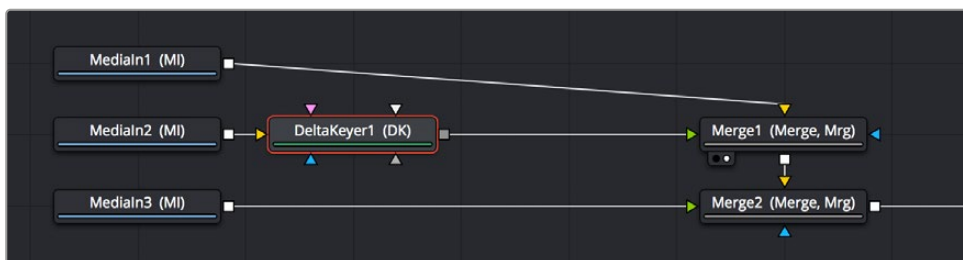 MediaIn1 (MI)
MediaIn2 (MI)
DeltaKeyer1 (DK)
Merge1 (Merge, Mrg)
MediaIn3 (MI)
Merge2 (Merge, Mrg)